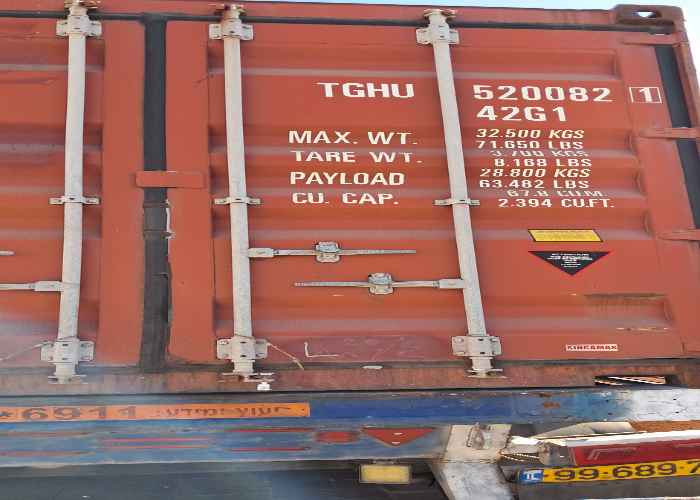 TGHU 520082 1
42G1
MAX. WT. 32.500 KGS
71.650 LBS
TARE WT. 3.700 KGS
8.168 LBS
PAYLOAD 28.800 KGS
63.482 LBS
CU. CAP. 67.8 CU.M.
2.394 CU.FT.
KINGAMAX
6911
99-689-7